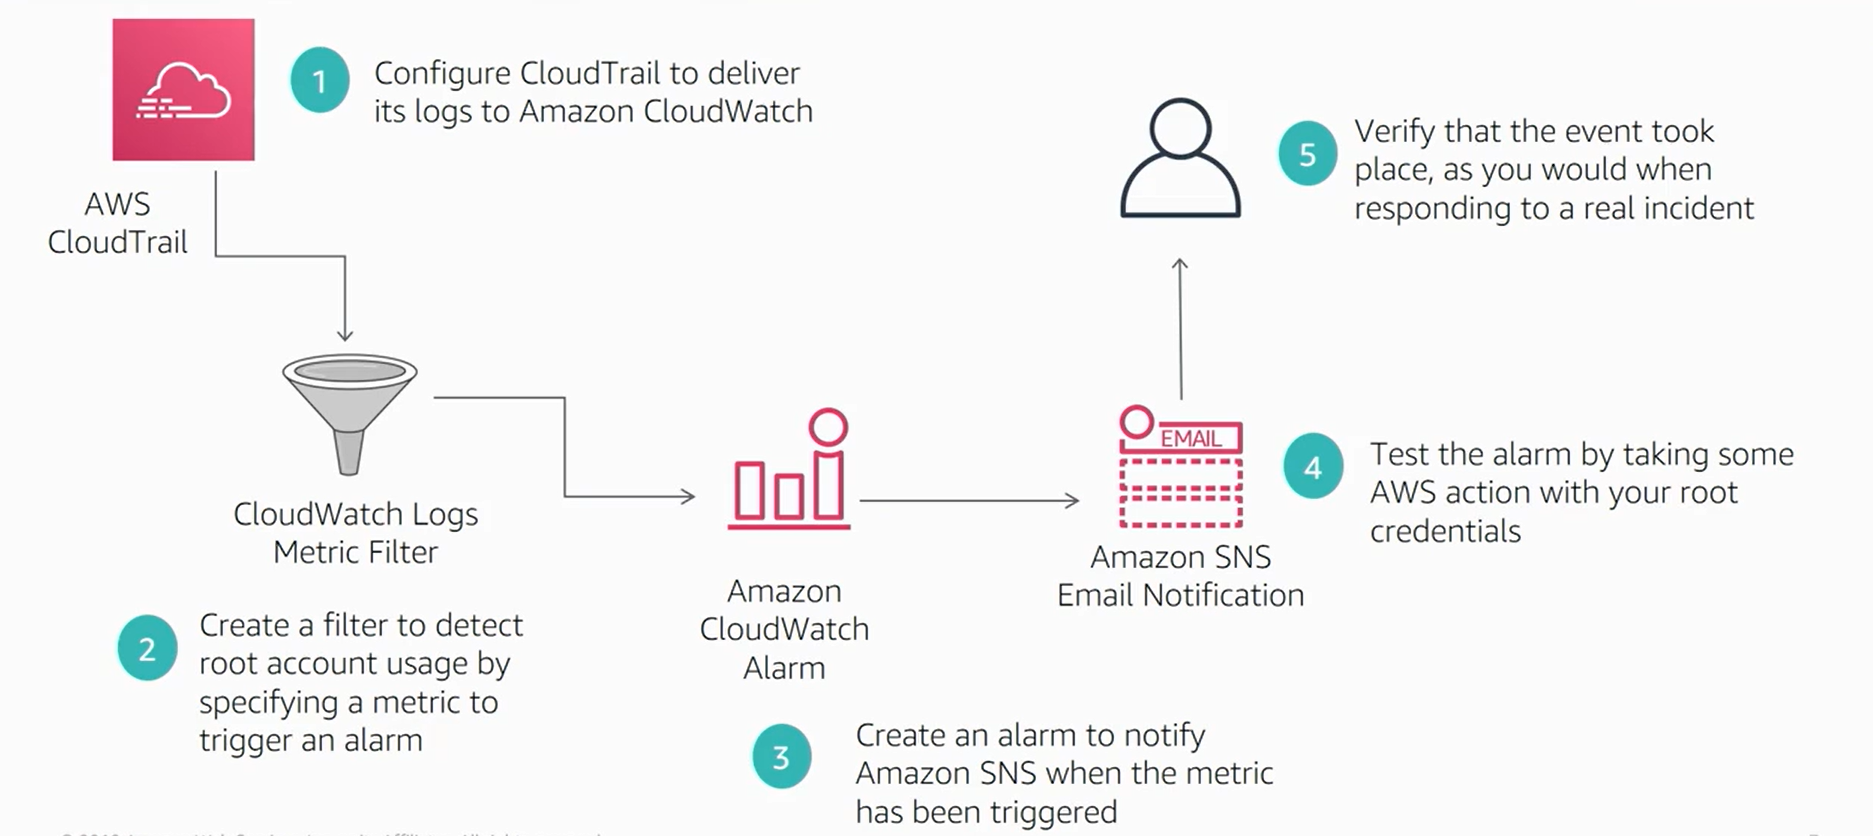 1
Configure CloudTrail to deliver
its logs to Amazon CloudWatch
AWS
CloudTrail
5
Verify that the event took
place, as you would when
responding to a real incident
EMAIL
4
Test the alarm by taking some
AWS action with your root
credentials
CloudWatch Logs
Metric Filter
Amazon SNS
Email Notification
Amazon
CloudWatch
Alarm
2
Create a filter to detect
root account usage by
specifying a metric to
trigger an alarm
3
Create an alarm to notify
Amazon SNS when the metric
has been triggered